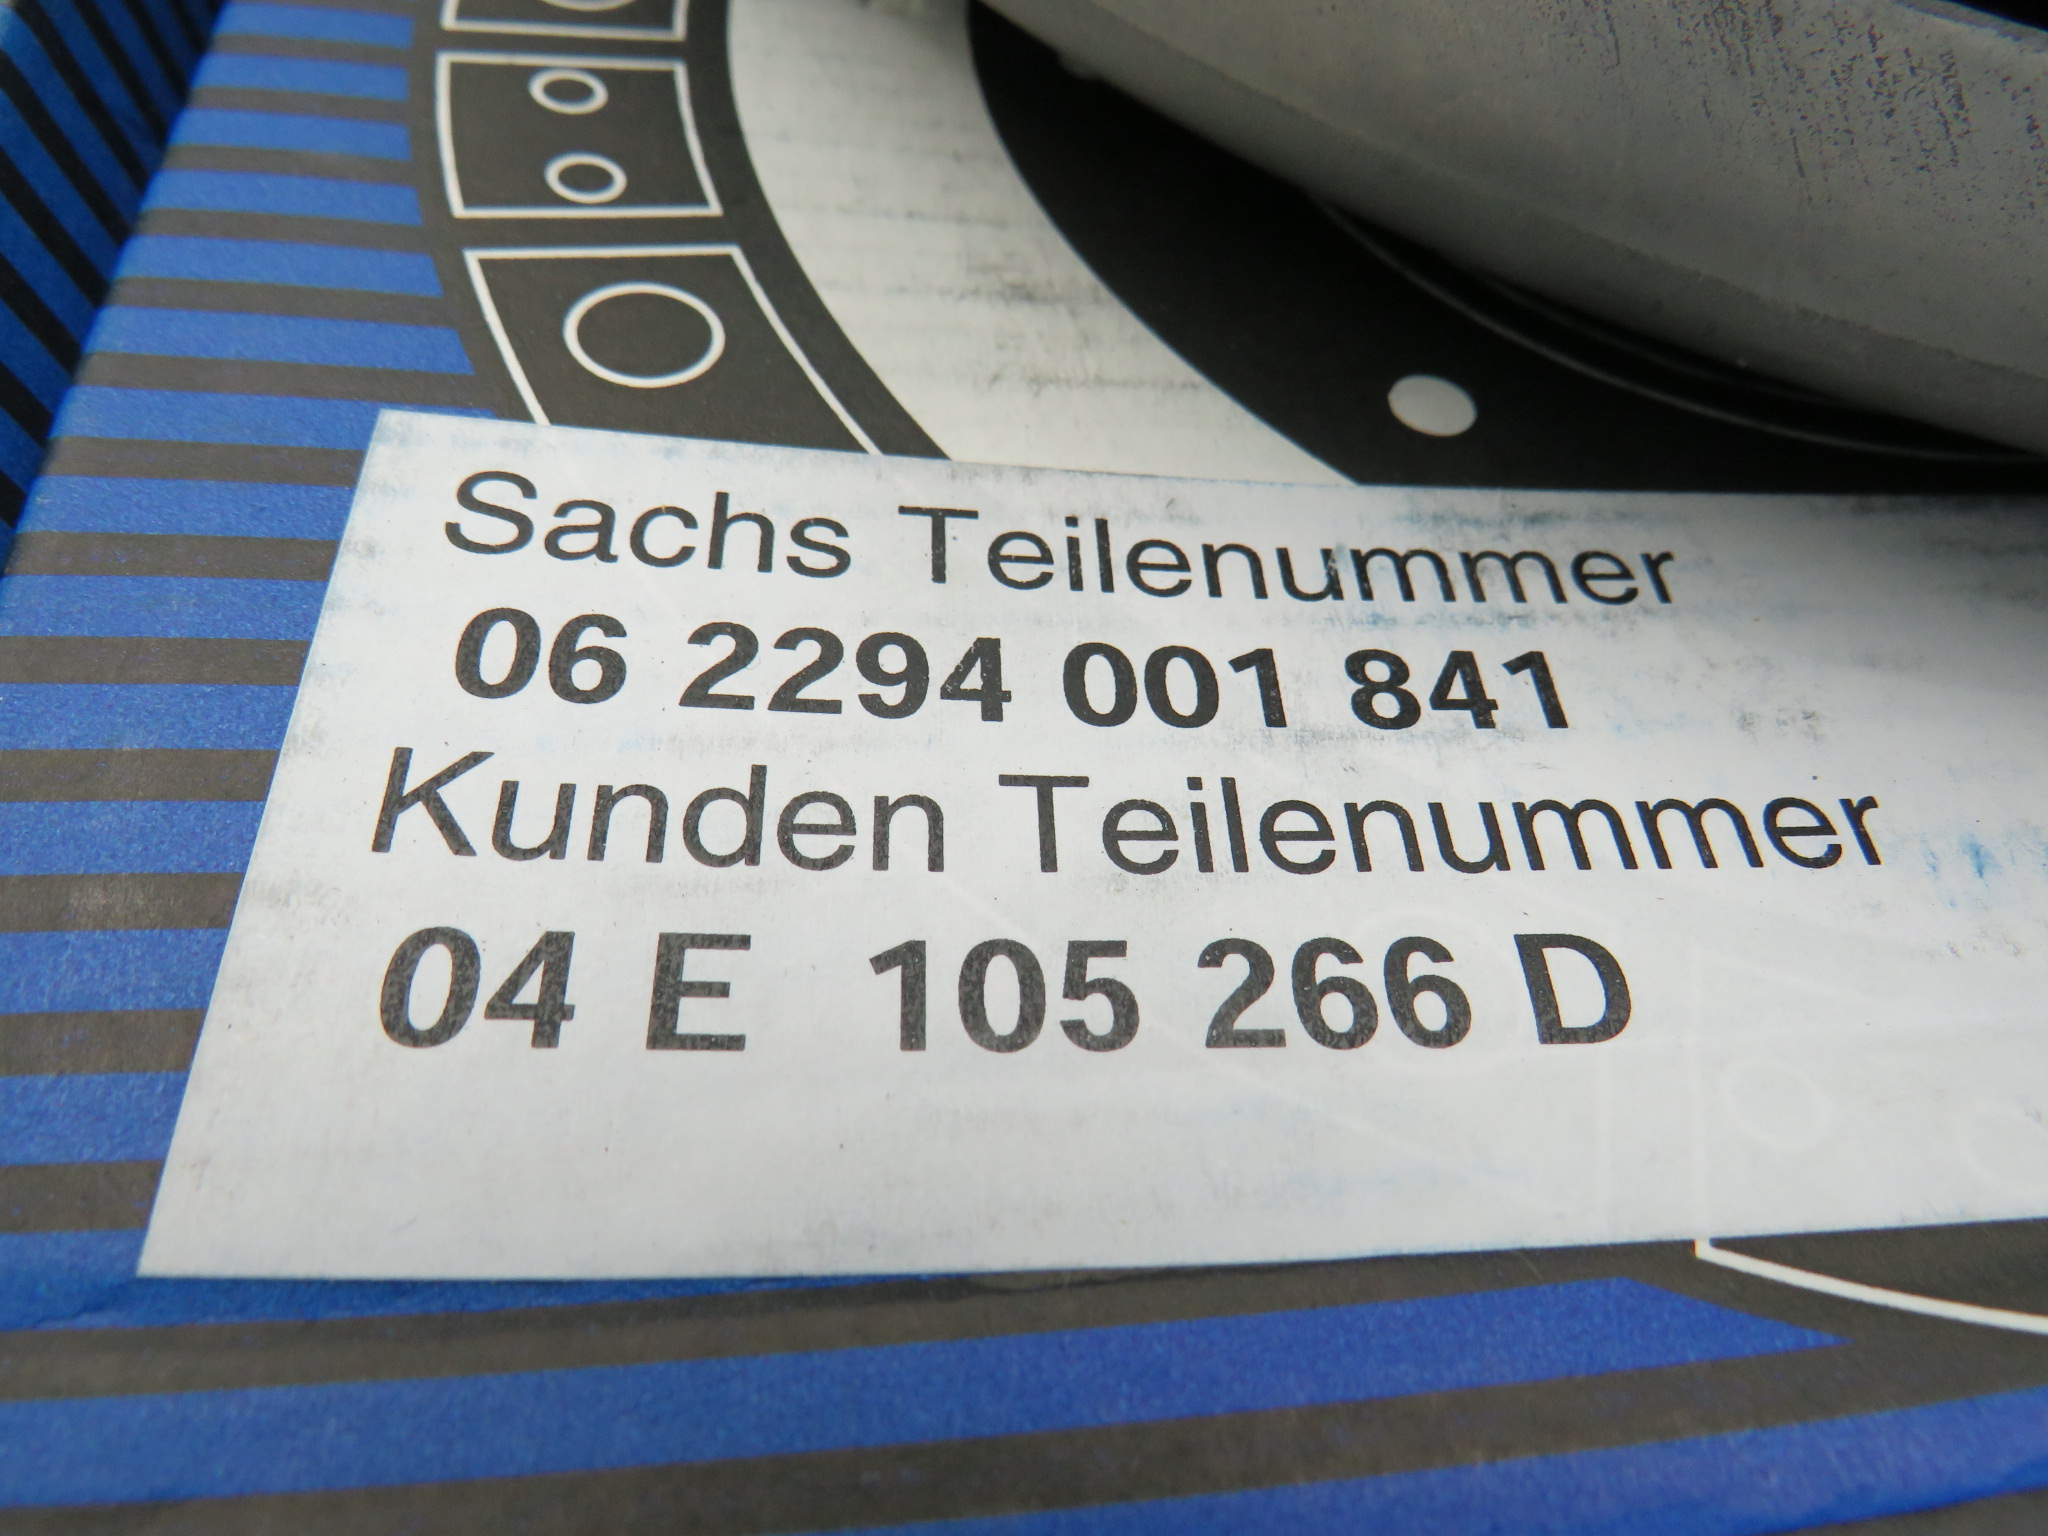 Sachs Teilenummer
06 2294 001 841
Kunden Teilenummer
04 E 105 266 D